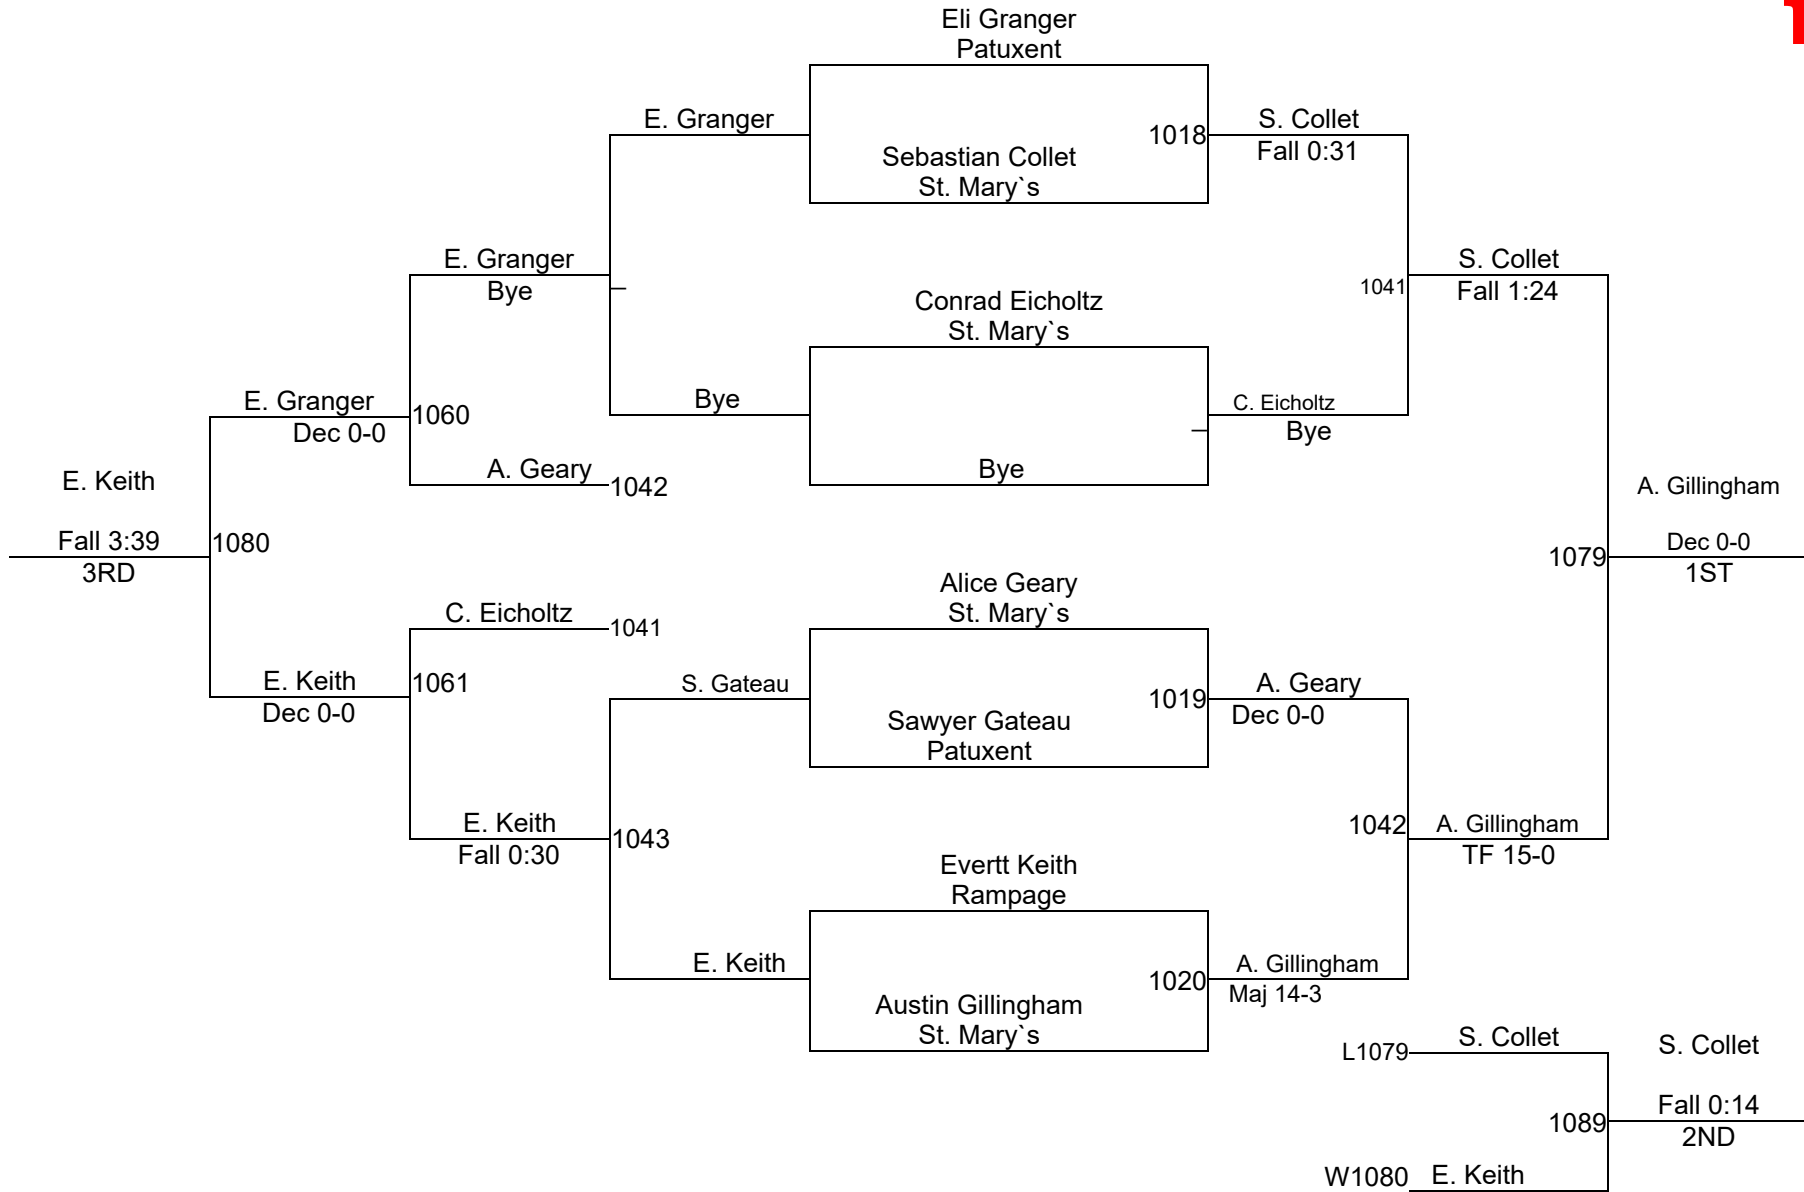 Eli Granger
Patuxent
E. Granger
1018
S. Collet
Fall 0:31
Sebastian Collet
St. Mary`s
E. Granger
Bye
S. Collet
Fall 1:24
1041
Conrad Eicholtz
St. Mary`s
E. Granger
Dec 0-0
1060
Bye
C. Eicholtz
Bye
A. Geary
1042
Bye
E. Keith
Fall 3:39
3RD
1080
A. Gillingham
Dec 0-0
1ST
1079
Alice Geary
St. Mary`s
C. Eicholtz
1041
E. Keith
Dec 0-0
1061
S. Gateau
1019
A. Geary
Dec 0-0
Sawyer Gateau
Patuxent
E. Keith
Fall 0:30
1043
1042
A. Gillingham
TF 15-0
Evertt Keith
Rampage
E. Keith
1020
A. Gillingham
Maj 14-3
Austin Gillingham
St. Mary`s
L1079
S. Collet
S. Collet
Fall 0:14
2ND
1089
W1080
E. Keith